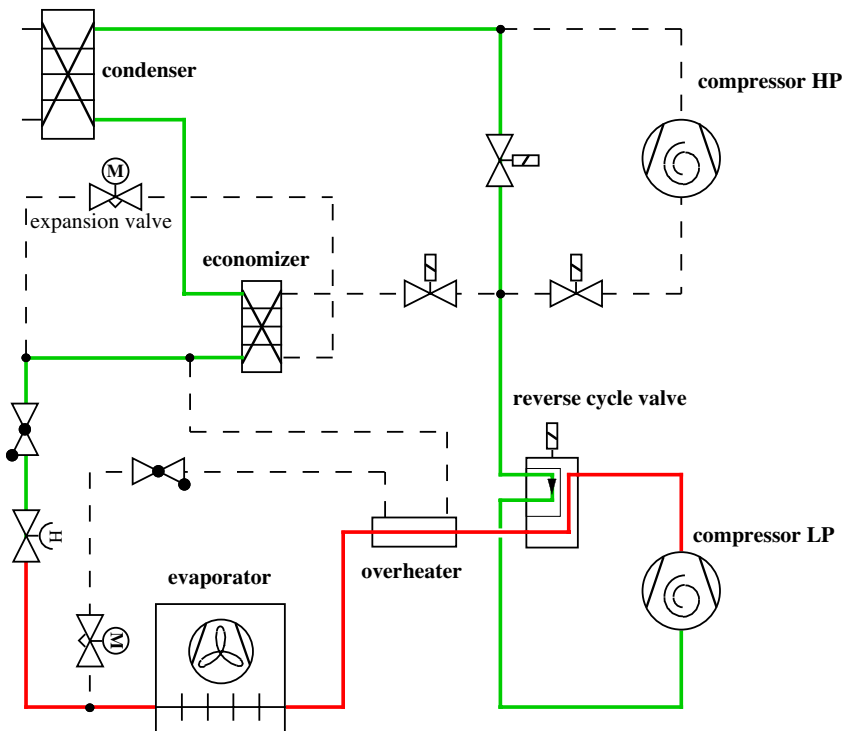 condenser
compressor HP
M
expansion valve
economizer
reverse cycle valve
H
compressor LP
overheater
evaporator
M